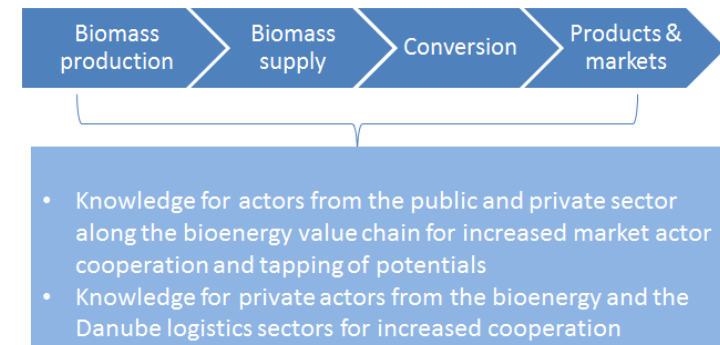 Biomass
production
Biomass
supply
Conversion
Products &
markets
• Knowledge for actors from the public and private sector
along the bioenergy value chain for increased market actor
cooperation and tapping of potentials
• Knowledge for private actors from the bioenergy and the
Danube logistics sectors for increased cooperation